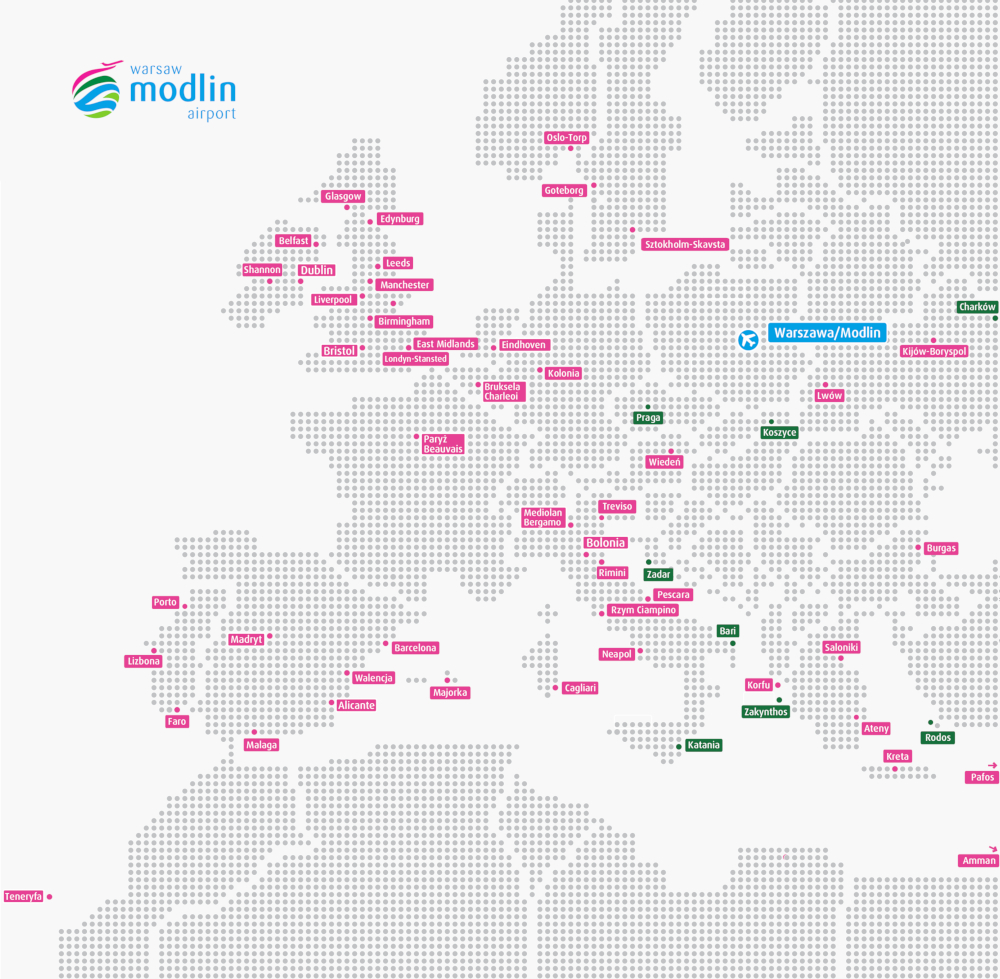 warsaw
modlin
airport
Oslo-Torp
Goteborg
Glasgow
Edynburg
Belfast
Sztokholm-Skavsta
Shannon
Dublin
Leeds
Manchester
Liverpool
Charków
Birmingham
Warszawa/Modlin
Bristol
East Midlands
Londyn-Stansted
Eindhoven
Kijów-Boryspol
Kolonia
Bruksela
Charleoi
Lwów
Praga
Koszyce
Paryż
Beauvais
Wiedeń
Treviso
Mediolan
Bergamo
Bolonia
Burgas
Rimini
Zadar
Pescara
Porto
Rzym Ciampino
Bari
Madryt
Barcelona
Neapol
Saloniki
Lizbona
Walencja
Majorka
Cagliari
Korfu
Alicante
Zakynthos
Faro
Ateny
Rodos
Malaga
Katania
Kreta
Pafos
Amman
Teneryfa